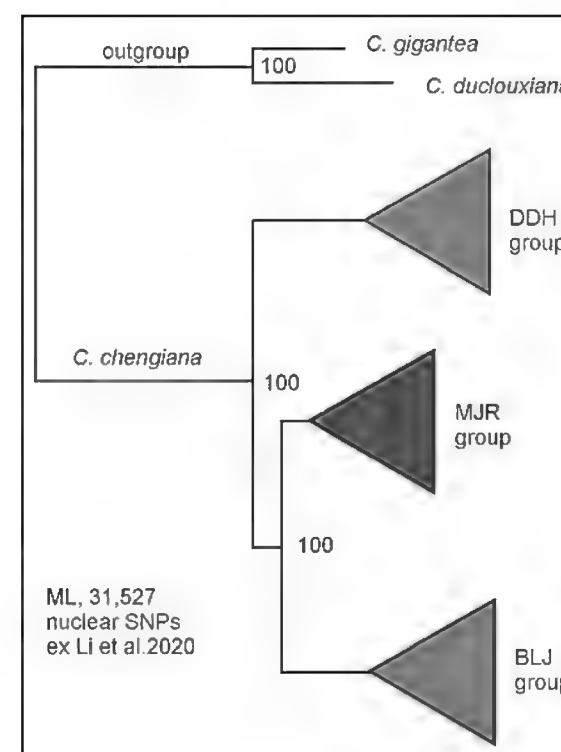 outgroup
C. gigantea
100
C. duclouxiana
DDH
group
C. chengiana
100
MJR
group
100
ML, 31,527
nuclear SNPs
ex Li et al.2020
BLJ
group